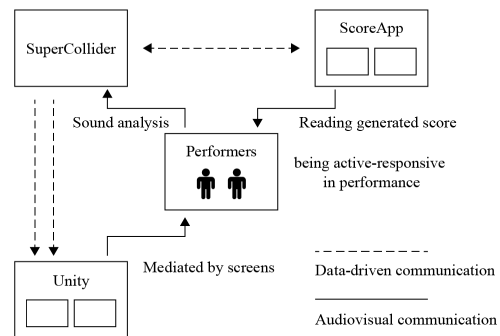 SuperCollider
ScoreApp
Sound analysis
Reading generated score
Performers
being active-responsive
in performance
Unity
Mediated by screens
Data-driven communication
Audiovisual communication